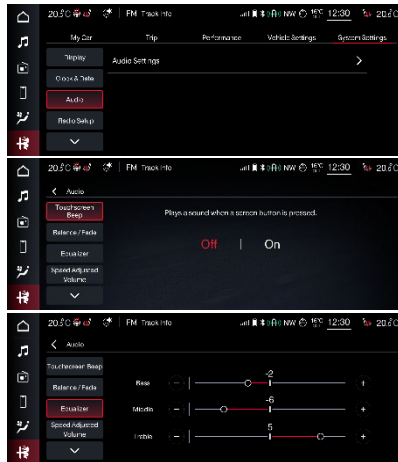 20.5°C FM Track Info NW 16°C 12:30 20.5°C
My Car Trip Performance Vehicle Settings System Settings
Display
Audio Settings
Clock & Date
Audio
Radio Setup
20.5°C FM Track Info NW 16°C 12:30 20.5°C
Audio
Touchscreen
Beep
Plays a sound when a screen button is pressed.
Balance / Fade
Off | On
Equalizer
Speed Adjusted
Volume
20.5°C FM Track Info NW 16°C 12:30 20.5°C
Audio
Touchscreen Beep
-2
Balance / Fade
Bass - +
-6
Equalizer
Middle - +
Speed Adjusted
Volume
5
Treble - +